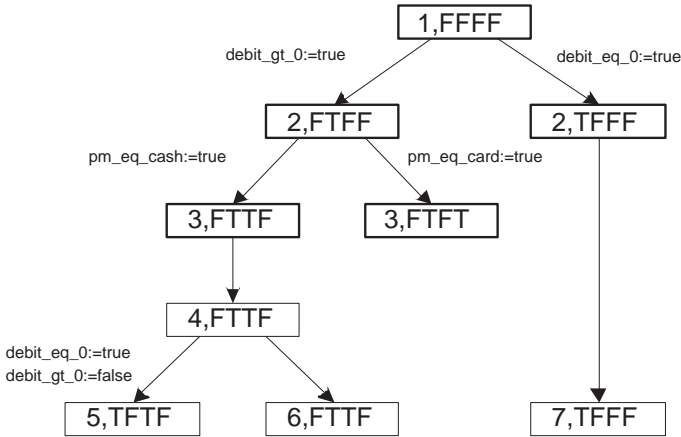 1,FFFF
debit_gt_0:=true
debit_eq_0:=true
2,FTFF
2,TFFF
pm_eq_cash:=true
pm_eq_card:=true
3,FTTF
3,FTFT
4,FTTF
debit_eq_0:=true
debit_gt_0:=false
5,TFTF
6,FTTF
7,TFFF